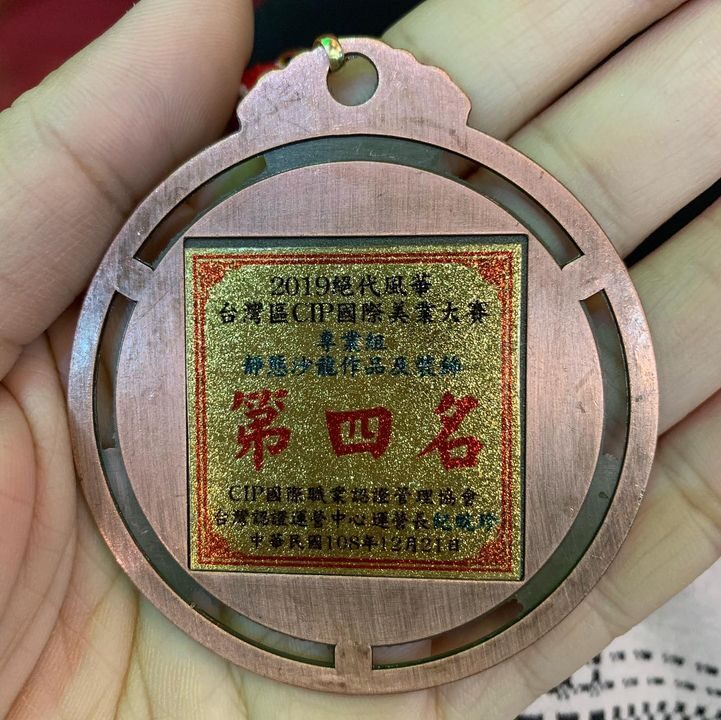 2019絕代風華
台灣區CIP國際美業大賽
專業組
靜態沙龍作品及裝飾
第四名
CIP國際職業認證管理協會
台灣認證運營中心運營長
中華民國108年12月21日